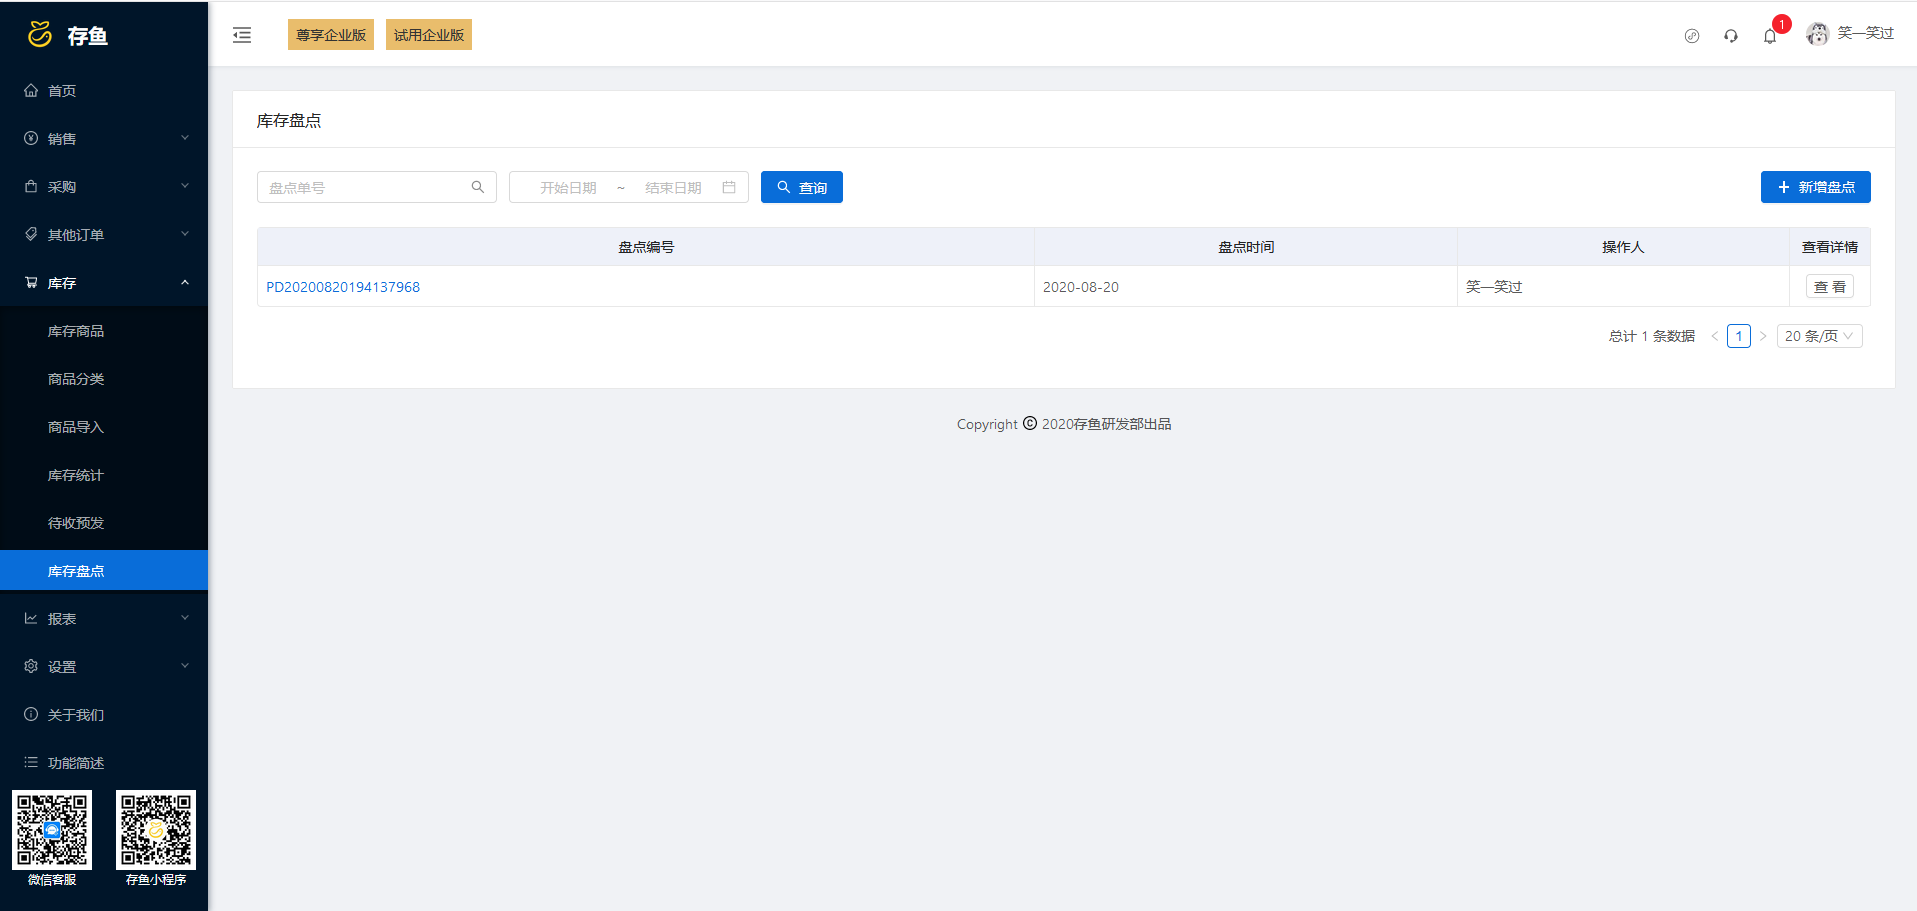 存鱼
尊享企业版 试用企业版
1
笑一笑过
首页
销售
采购
其他订单
库存
库存商品
商品分类
商品导入
库存统计
待收预发
库存盘点
报表
设置
关于我们
功能简述
微信客服 存鱼小程序
库存盘点
盘点单号 开始日期 ~ 结束日期 查询 新增盘点
盘点编号 盘点时间 操作人 查看详情
PD20200820194137968 2020-08-20 笑一笑过 查 看
总计 1 条数据 < 1 > 20 条/页
Copyright © 2020存鱼研发部出品